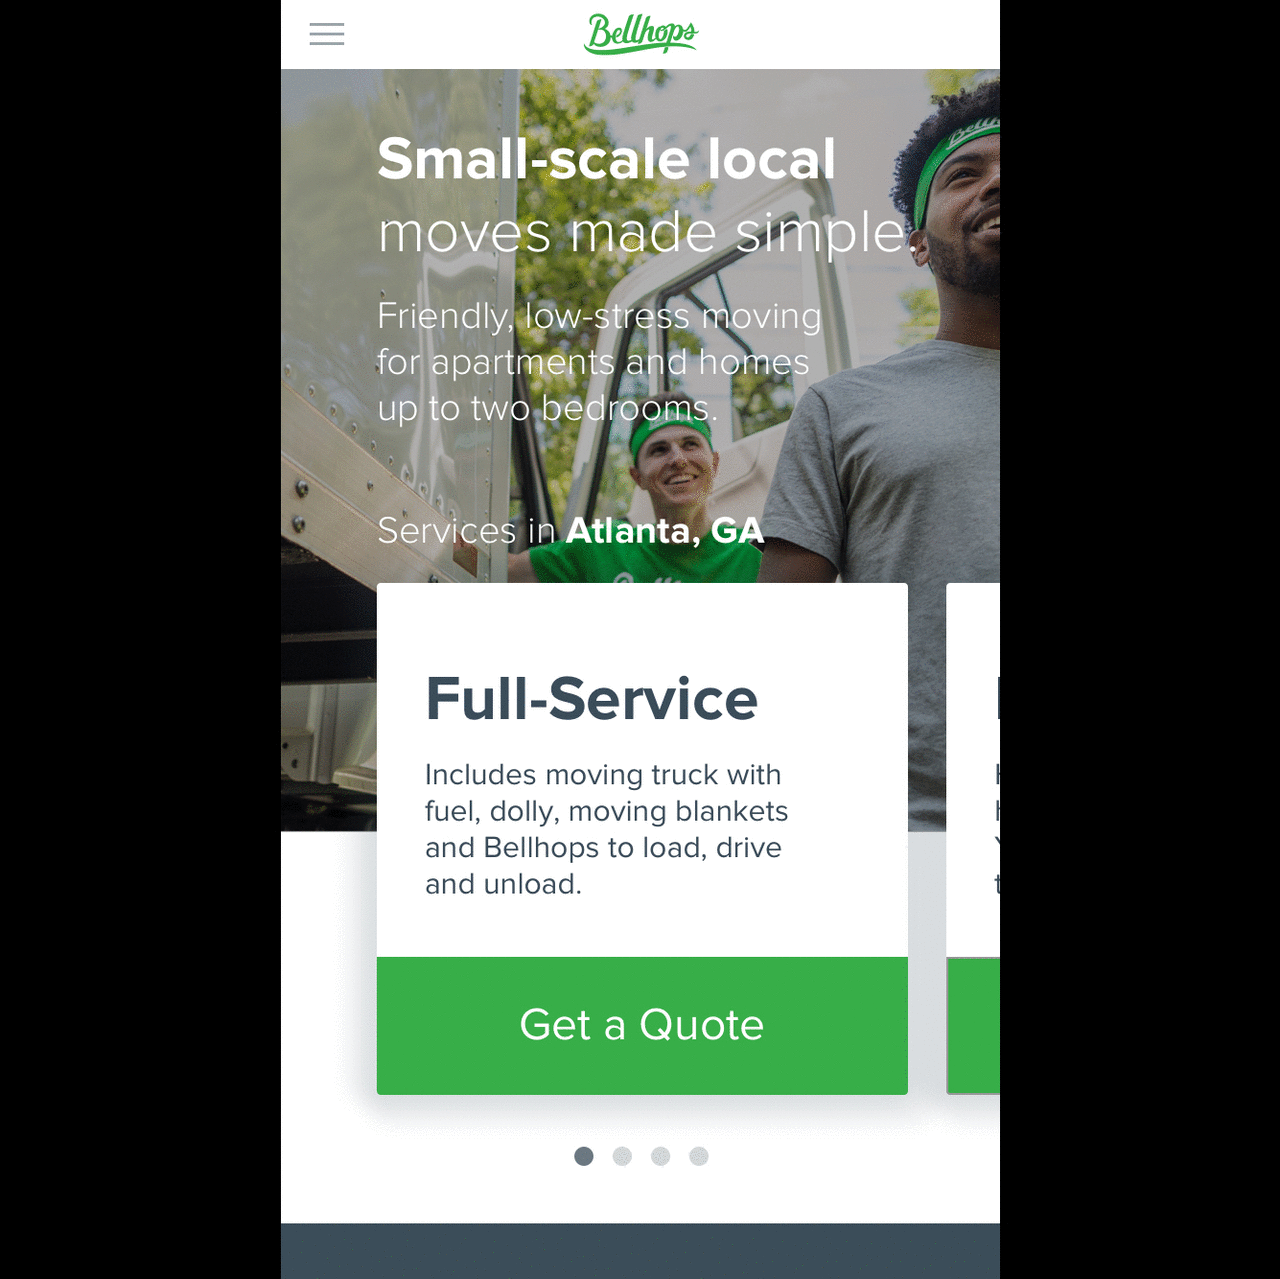 Bellhops
Small-scale local
moves made simple.
Friendly, low-stress moving
for apartments and homes
up to two bedrooms.
Services in Atlanta, GA
Full-Service
Includes moving truck with
fuel, dolly, moving blankets
and Bellhops to load, drive
and unload.
Get a Quote